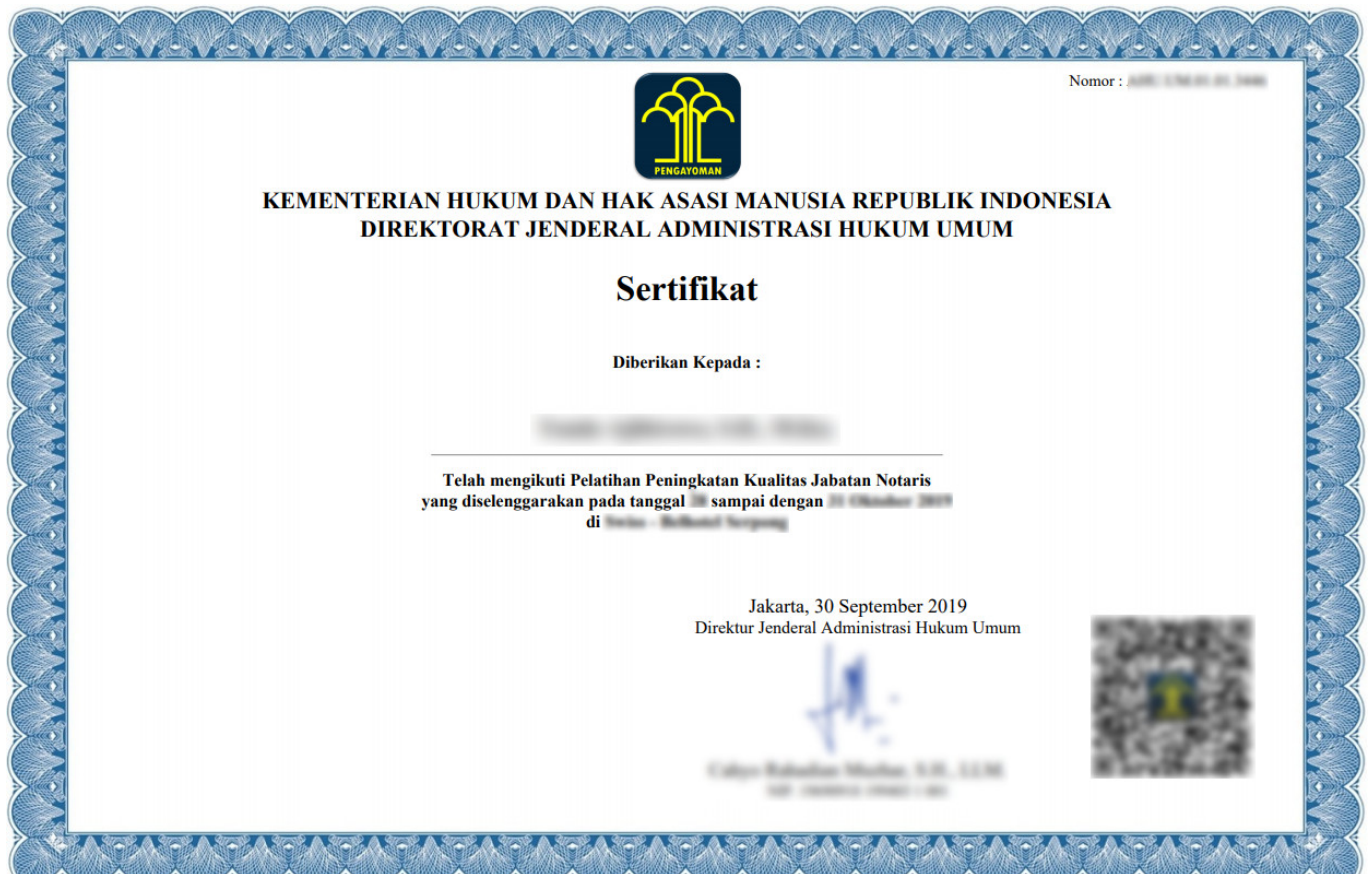 Nomor :
PENGAYOMAN
KEMENTERIAN HUKUM DAN HAK ASASI MANUSIA REPUBLIK INDONESIA
DIREKTORAT JENDERAL ADMINISTRASI HUKUM UMUM
Sertifikat
Diberikan Kepada :
Telah mengikuti Pelatihan Peningkatan Kualitas Jabatan Notaris
yang diselenggarakan pada tanggal sampai dengan
di
Jakarta, 30 September 2019
Direktur Jenderal Administrasi Hukum Umum